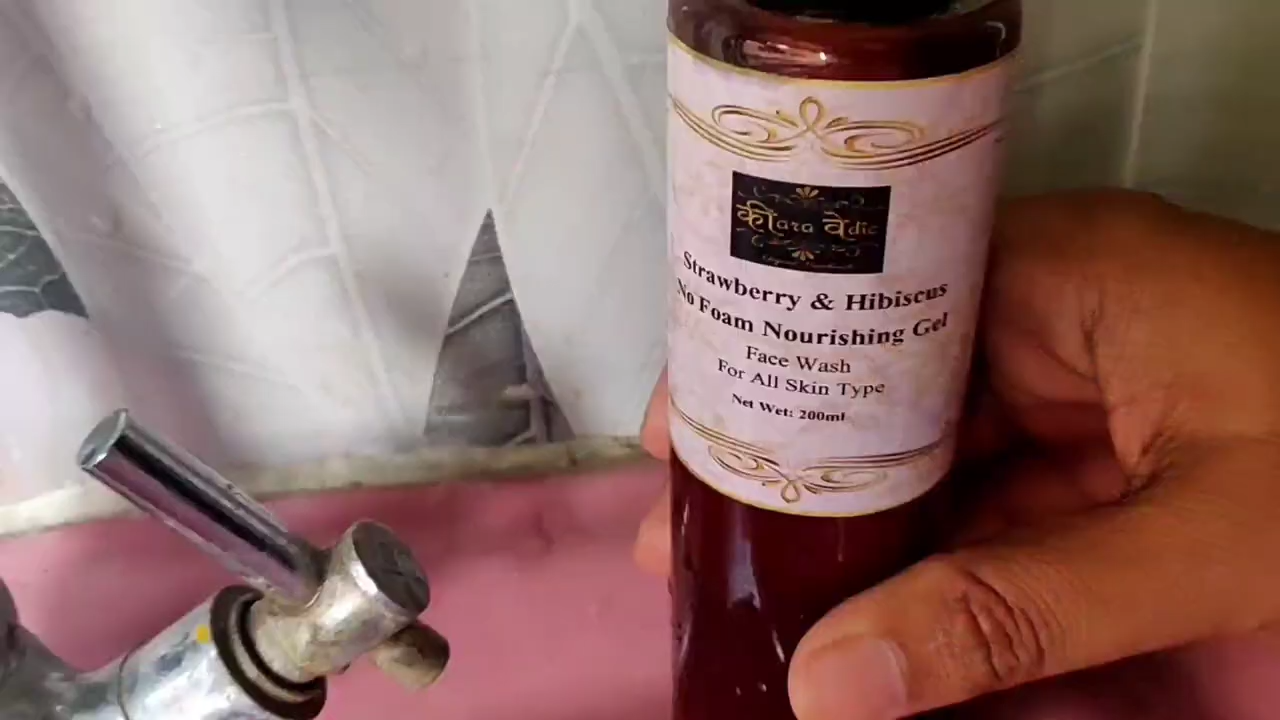 कीाara वेdic
Strawberry & Hibiscus
No Foam Nourishing Gel
Face Wash
For All Skin Type
Net Wet: 200ml